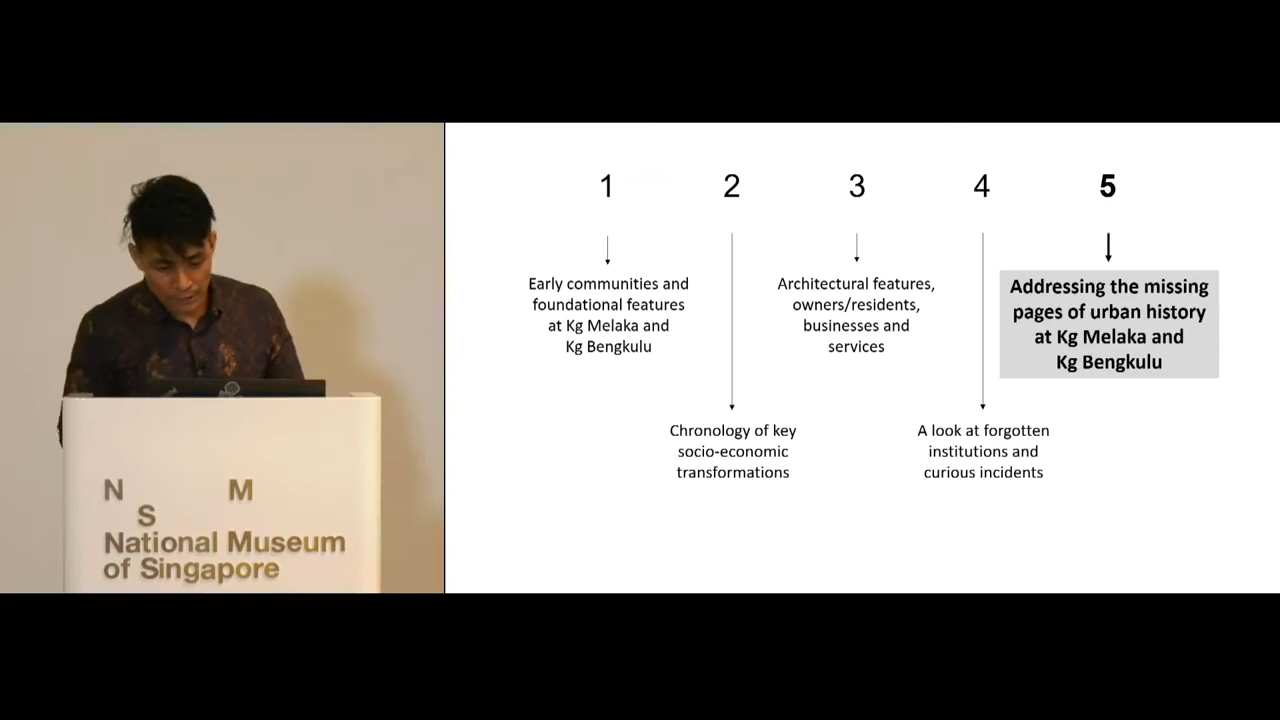 N M
S
National Museum
of Singapore
1
2
3
4
5
Early communities and
foundational features
at Kg Melaka and
Kg Bengkulu
Chronology of key
socio-economic
transformations
Architectural features,
owners/residents,
businesses and
services
A look at forgotten
institutions and
curious incidents
Addressing the missing
pages of urban history
at Kg Melaka and
Kg Bengkulu